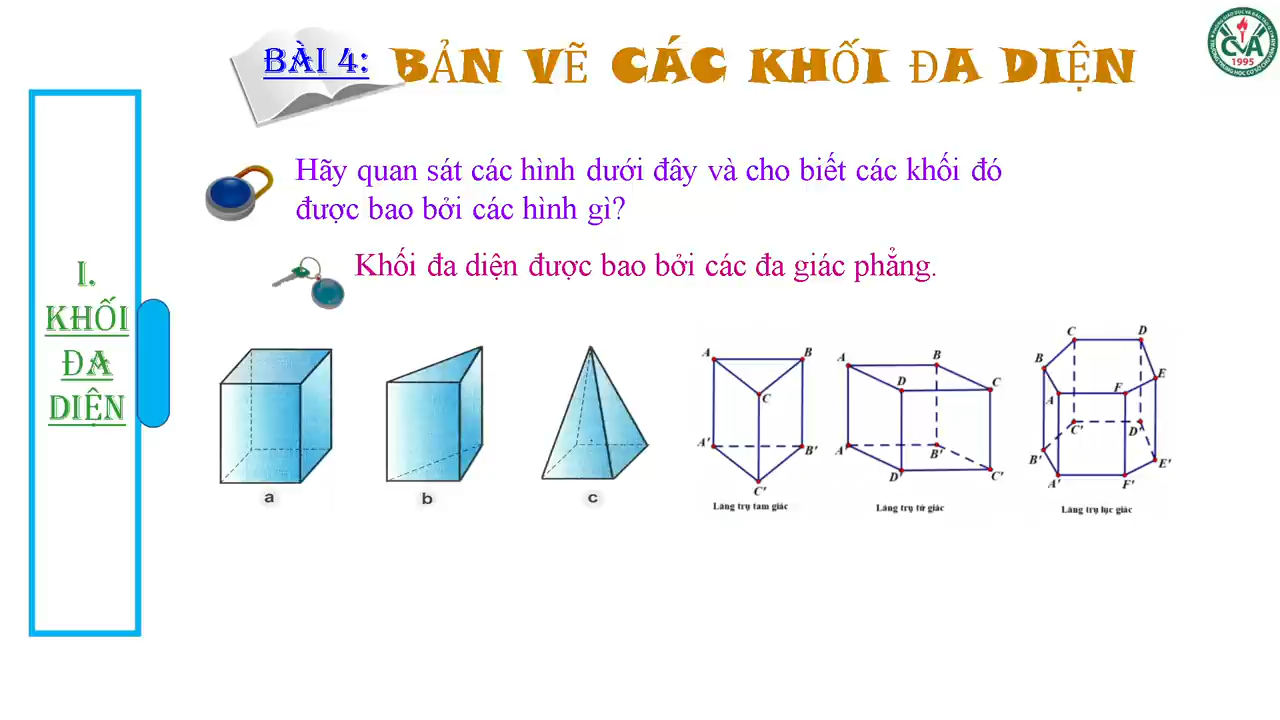 BÀI 4: BẢN VẼ CÁC KHỐI ĐA DIỆN
CVA
1995
Hãy quan sát các hình dưới đây và cho biết các khối đó
được bao bởi các hình gì?
Khối đa diện được bao bởi các đa giác phẳng.
I.
KHỐI
ĐA
DIỆN
a
b
c
A B
C
A' B'
C'
Lăng trụ tam giác
A B
D C
A' B'
D' C'
Lăng trụ tứ giác
C D
B E
A F
C' D'
B' E'
A' F'
Lăng trụ lục giác